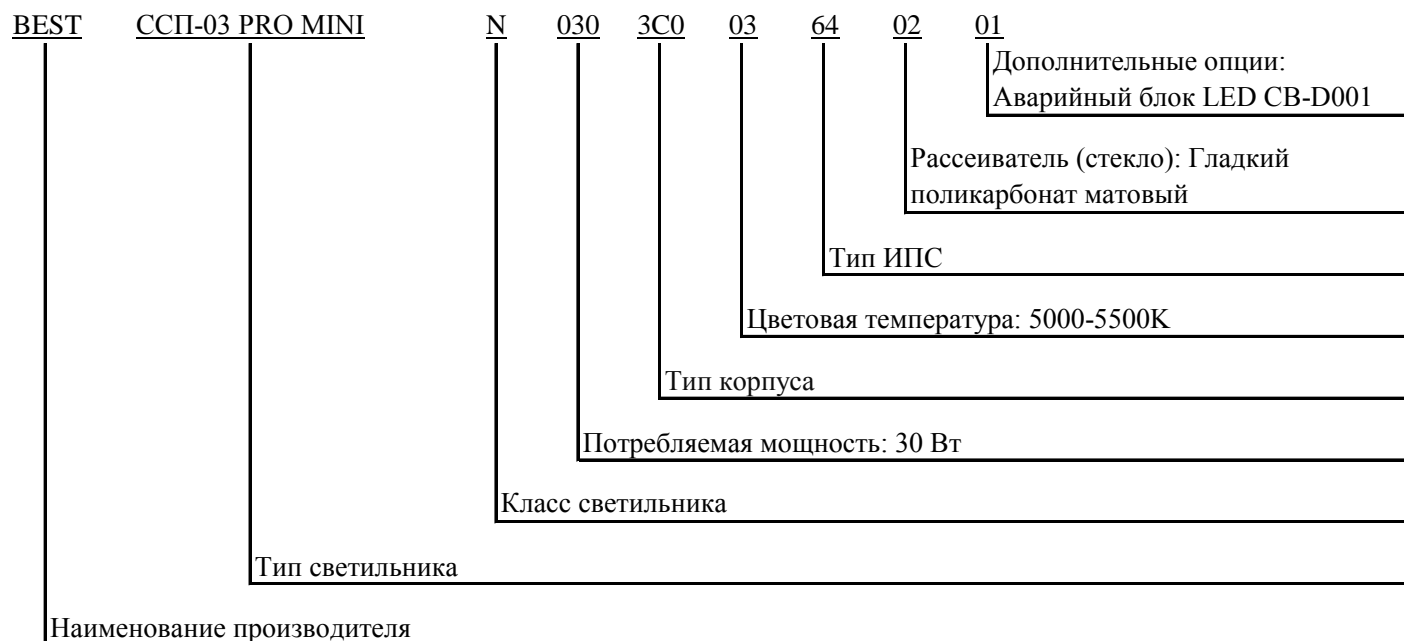 BEST ССП-03 PRO MINI N 030 3С0 03 64 02 01
Дополнительные опции:
Аварийный блок LED CB-D001
Рассеиватель (стекло): Гладкий
поликарбонат матовый
Тип ИПС
Цветовая температура: 5000-5500К
Тип корпуса
Потребляемая мощность: 30 Вт
Класс светильника
Тип светильника
Наименование производителя